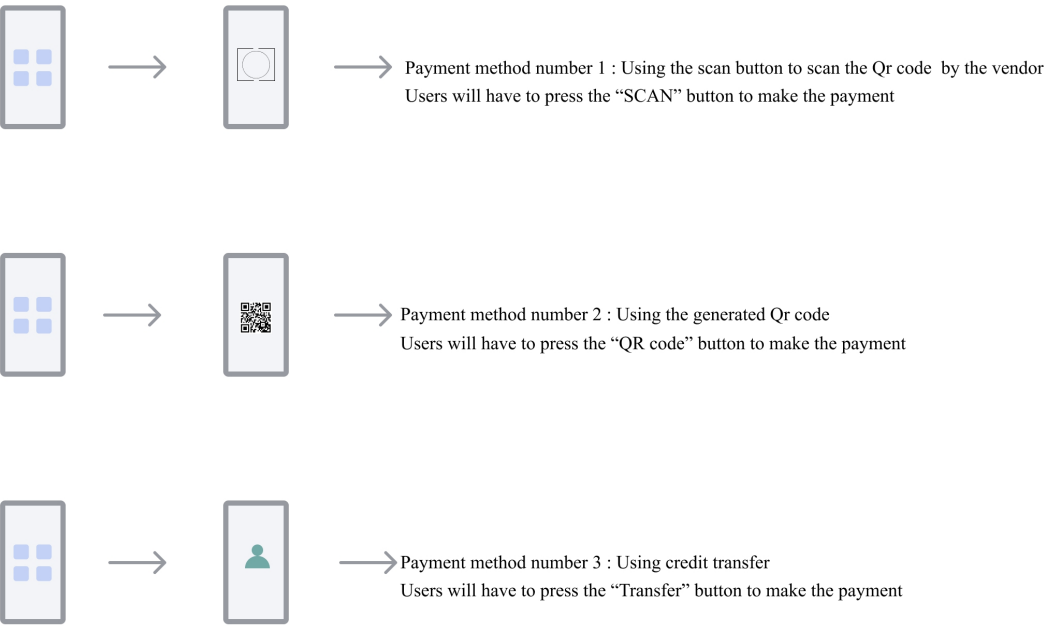 Payment method number 1 : Using the scan button to scan the Qr code  by the vendor
Users will have to press the “SCAN” button to make the payment
Payment method number 2 : Using the generated Qr code
Users will have to press the “QR code” button to make the payment
Payment method number 3 : Using credit transfer
Users will have to press the “Transfer” button to make the payment